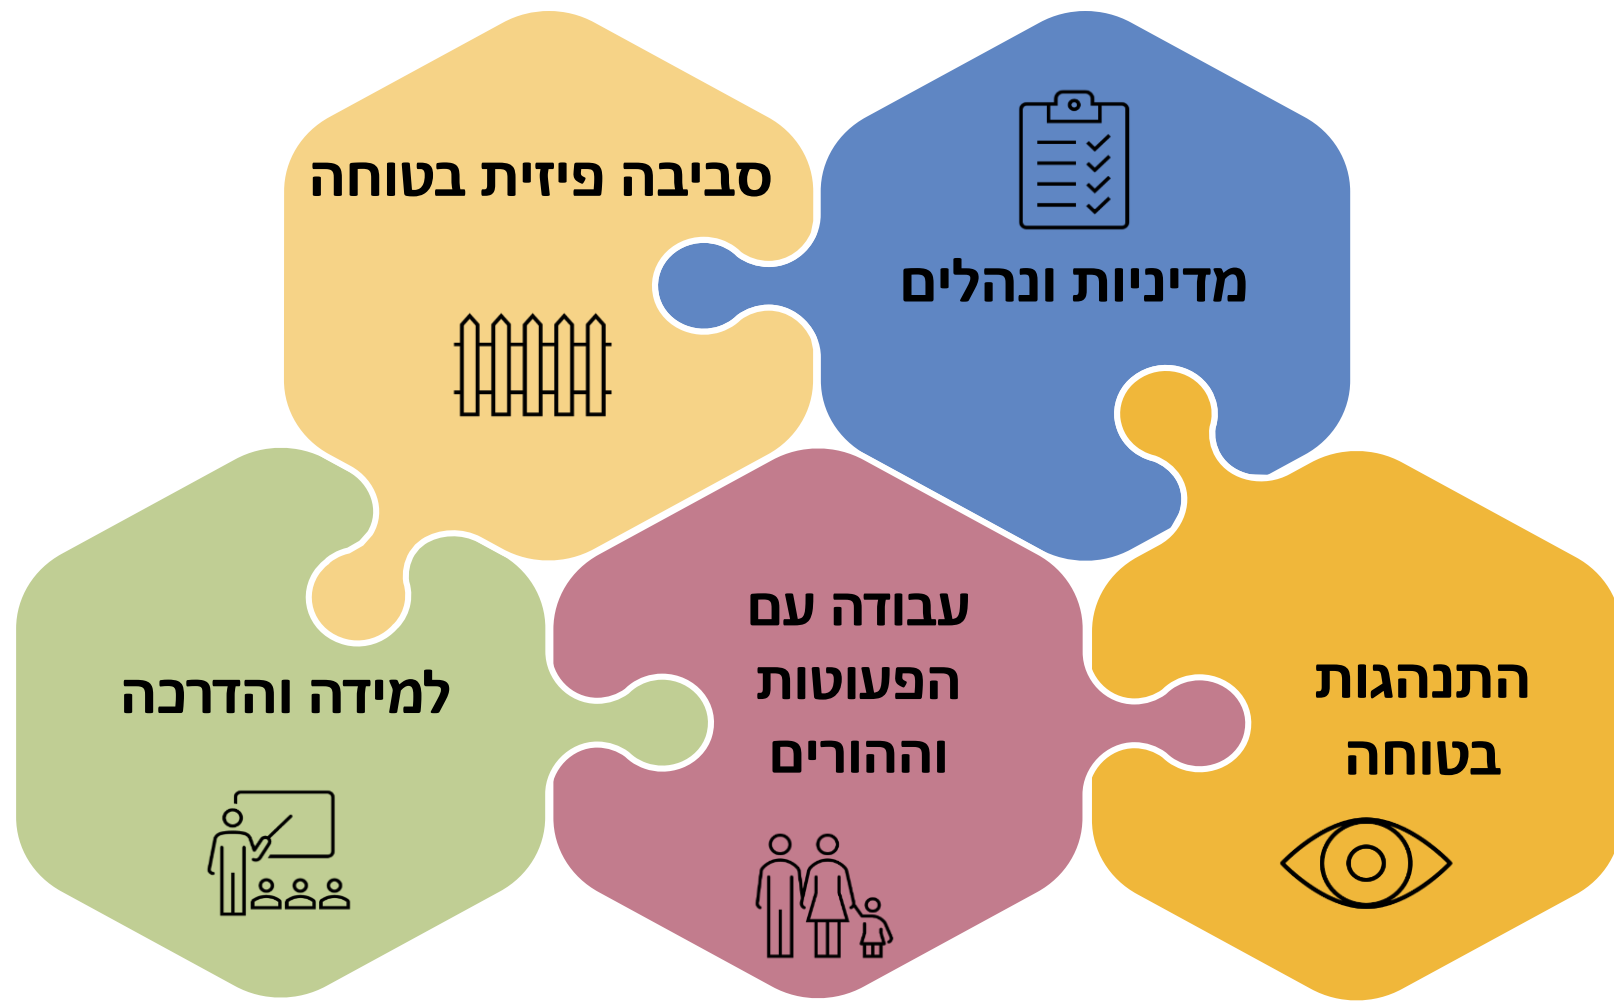 מדיניות ונהלים
סביבה פיזית בטוחה
התנהגות
בטוחה
עבודה עם
הפעוטות
וההורים
למידה והדרכה